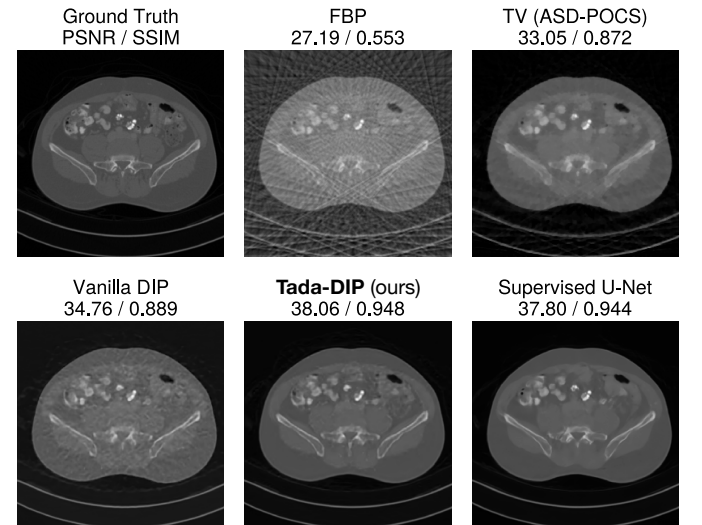 Ground Truth
PSNR / SSIM
FBP
27.19 / 0.553
TV (ASD-POCS)
33.05 / 0.872
Vanilla DIP
34.76 / 0.889
Tada-DIP (ours)
38.06 / 0.948
Supervised U-Net
37.80 / 0.944